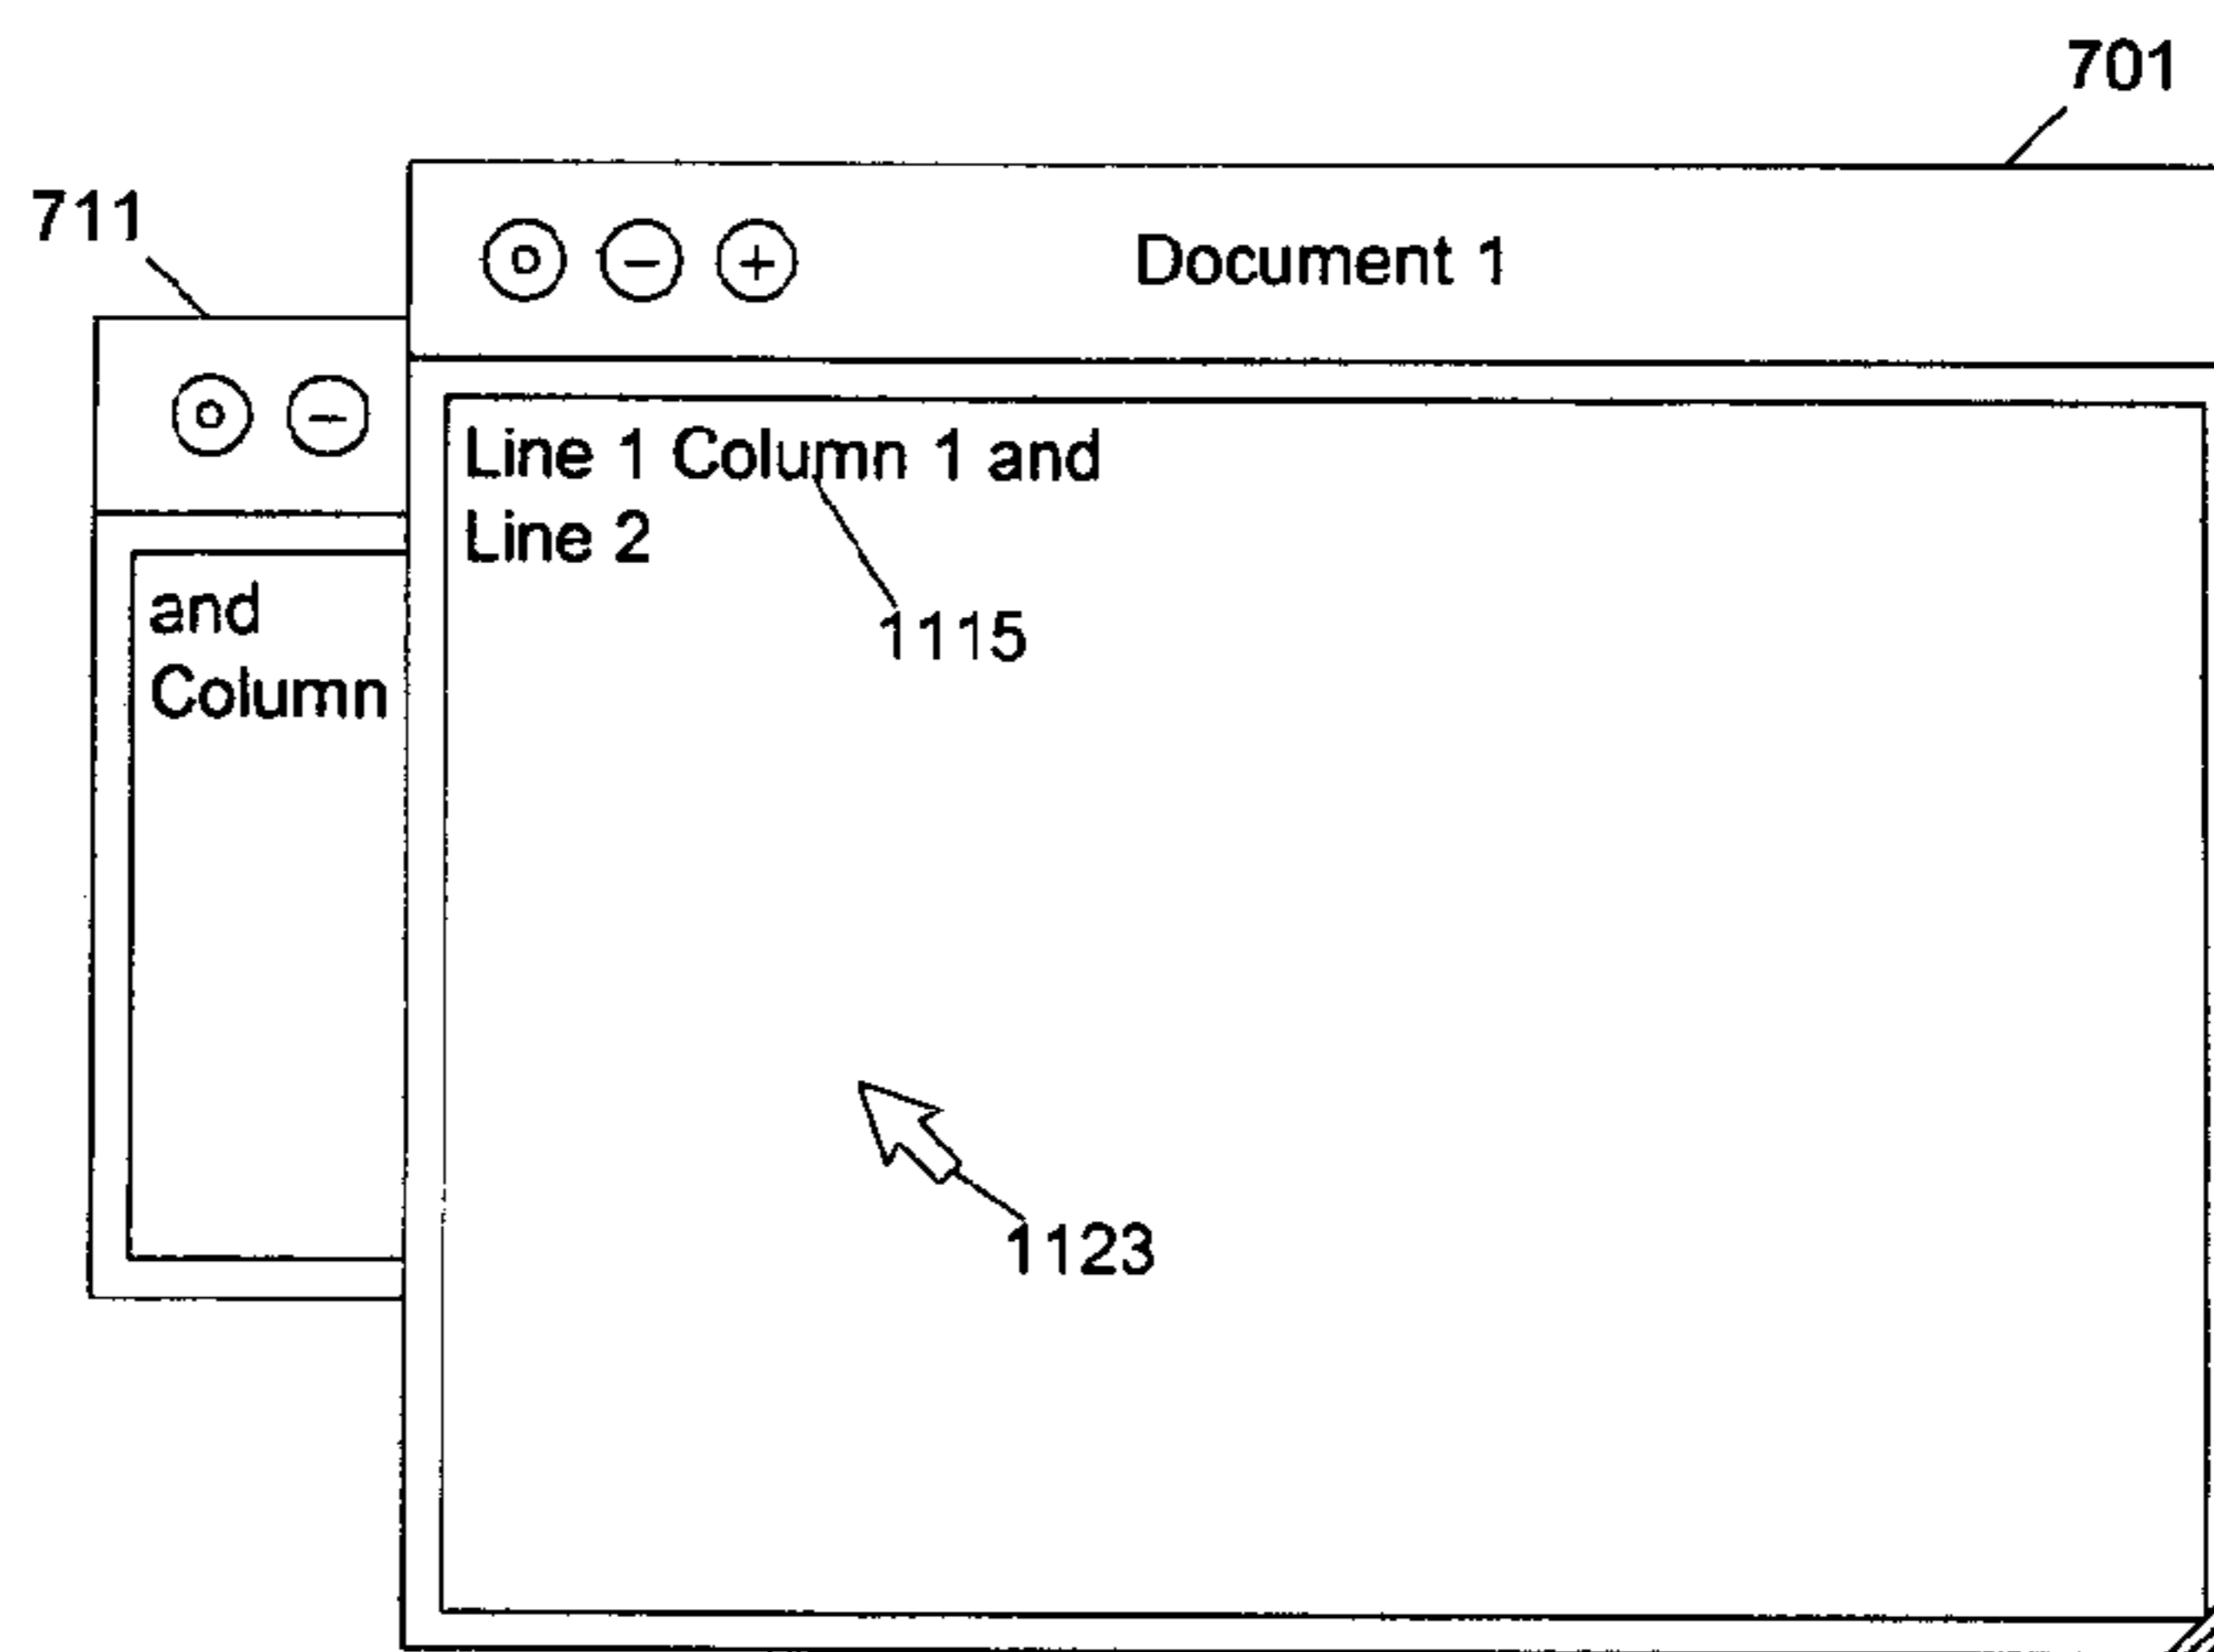 701
711
Document 1
Line 1 Column 1 and
Line 2
1115
and
Column
1123